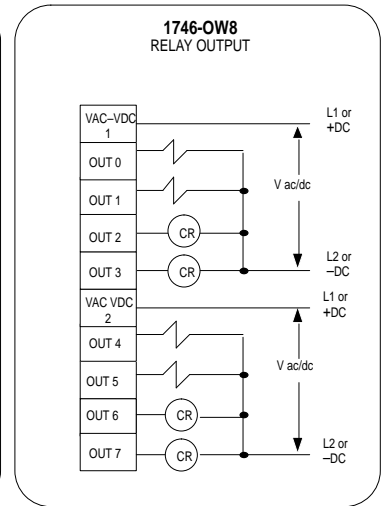 1746-OW8
RELAY OUTPUT
VAC–VDC
1
L1 or
+DC
OUT 0
OUT 1
V ac/dc
OUT 2
CR
OUT 3
CR
L2 or
–DC
VAC VDC
2
L1 or
+DC
OUT 4
OUT 5
V ac/dc
OUT 6
CR
OUT 7
CR
L2 or
–DC